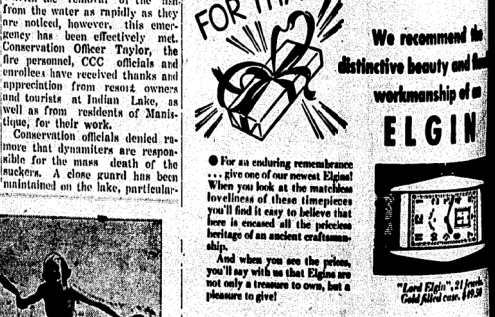 from the water as rapidly as they
are noticed, however, this emer-
gency has been effectively met.
Conservation Officer Taylor, the
fire personnel, CCC officials and
enrollees have received thanks and
appreciation from resort owners
and tourists at Indian Lake, as
well as from residents of Manis-
tique, for their work.
Conservation officials denied ru-
mors that dynamiters are respon-
sible for the mass death of the
suckers. A close guard has been
maintained on the lake, particular-
FOR
● For an enduring remembrance
... give one of our newest Elgins!
When you look at the matchless
loveliness of these timepieces
you'll find it easy to believe that
here is encased all the priceless
heritage of an ancient craftsman-
ship.
And when you see the prices,
you'll say with us that Elgins are
not only a treasure to own, but a
pleasure to give!
We recommend the
distinctive beauty and
workmanship of an
ELGIN
"Lord Elgin", 21 jewels.
Gold filled case. $49.50